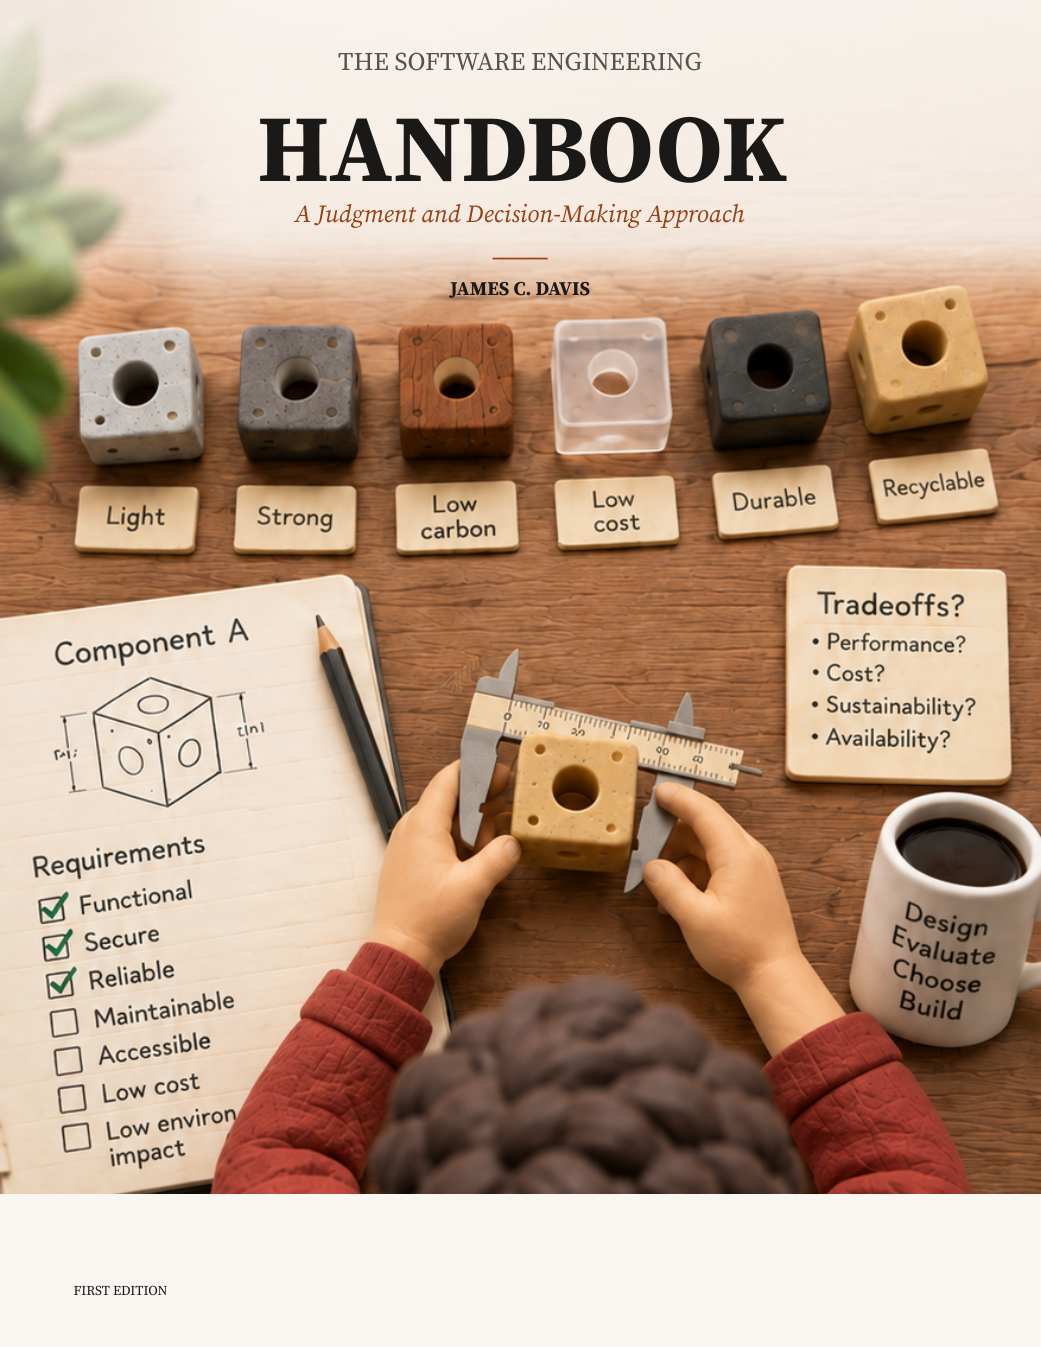 THE SOFTWARE ENGINEERING
HANDBOOK
A Judgment and Decision-Making Approach
JAMES C. DAVIS
Light
Strong
Low
carbon
Low
cost
Durable
Recyclable
Component A
Requirements
Functional
Secure
Reliable
Maintainable
Accessible
Low cost
Low environ
impact
Tradeoffs?
• Performance?
• Cost?
• Sustainability?
• Availability?
Design
Evaluate
Choose
Build
FIRST EDITION